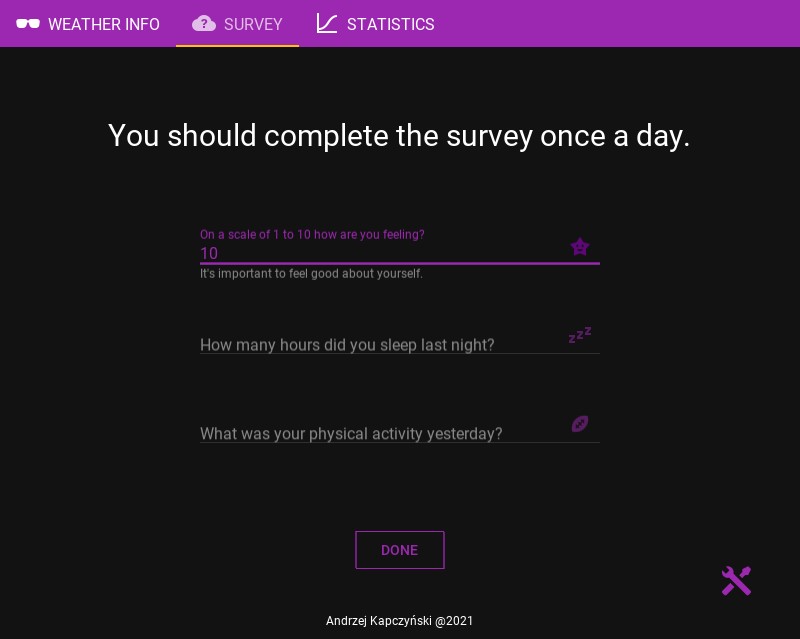 WEATHER INFO
SURVEY
STATISTICS
You should complete the survey once a day.
On a scale of 1 to 10 how are you feeling?
10
It's important to feel good about yourself.
How many hours did you sleep last night?
zzz
What was your physical activity yesterday?
DONE
Andrzej Kapczyński @2021